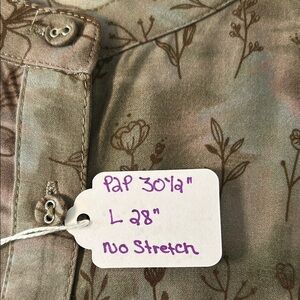 P2P 30½"
L 28"
No Stretch